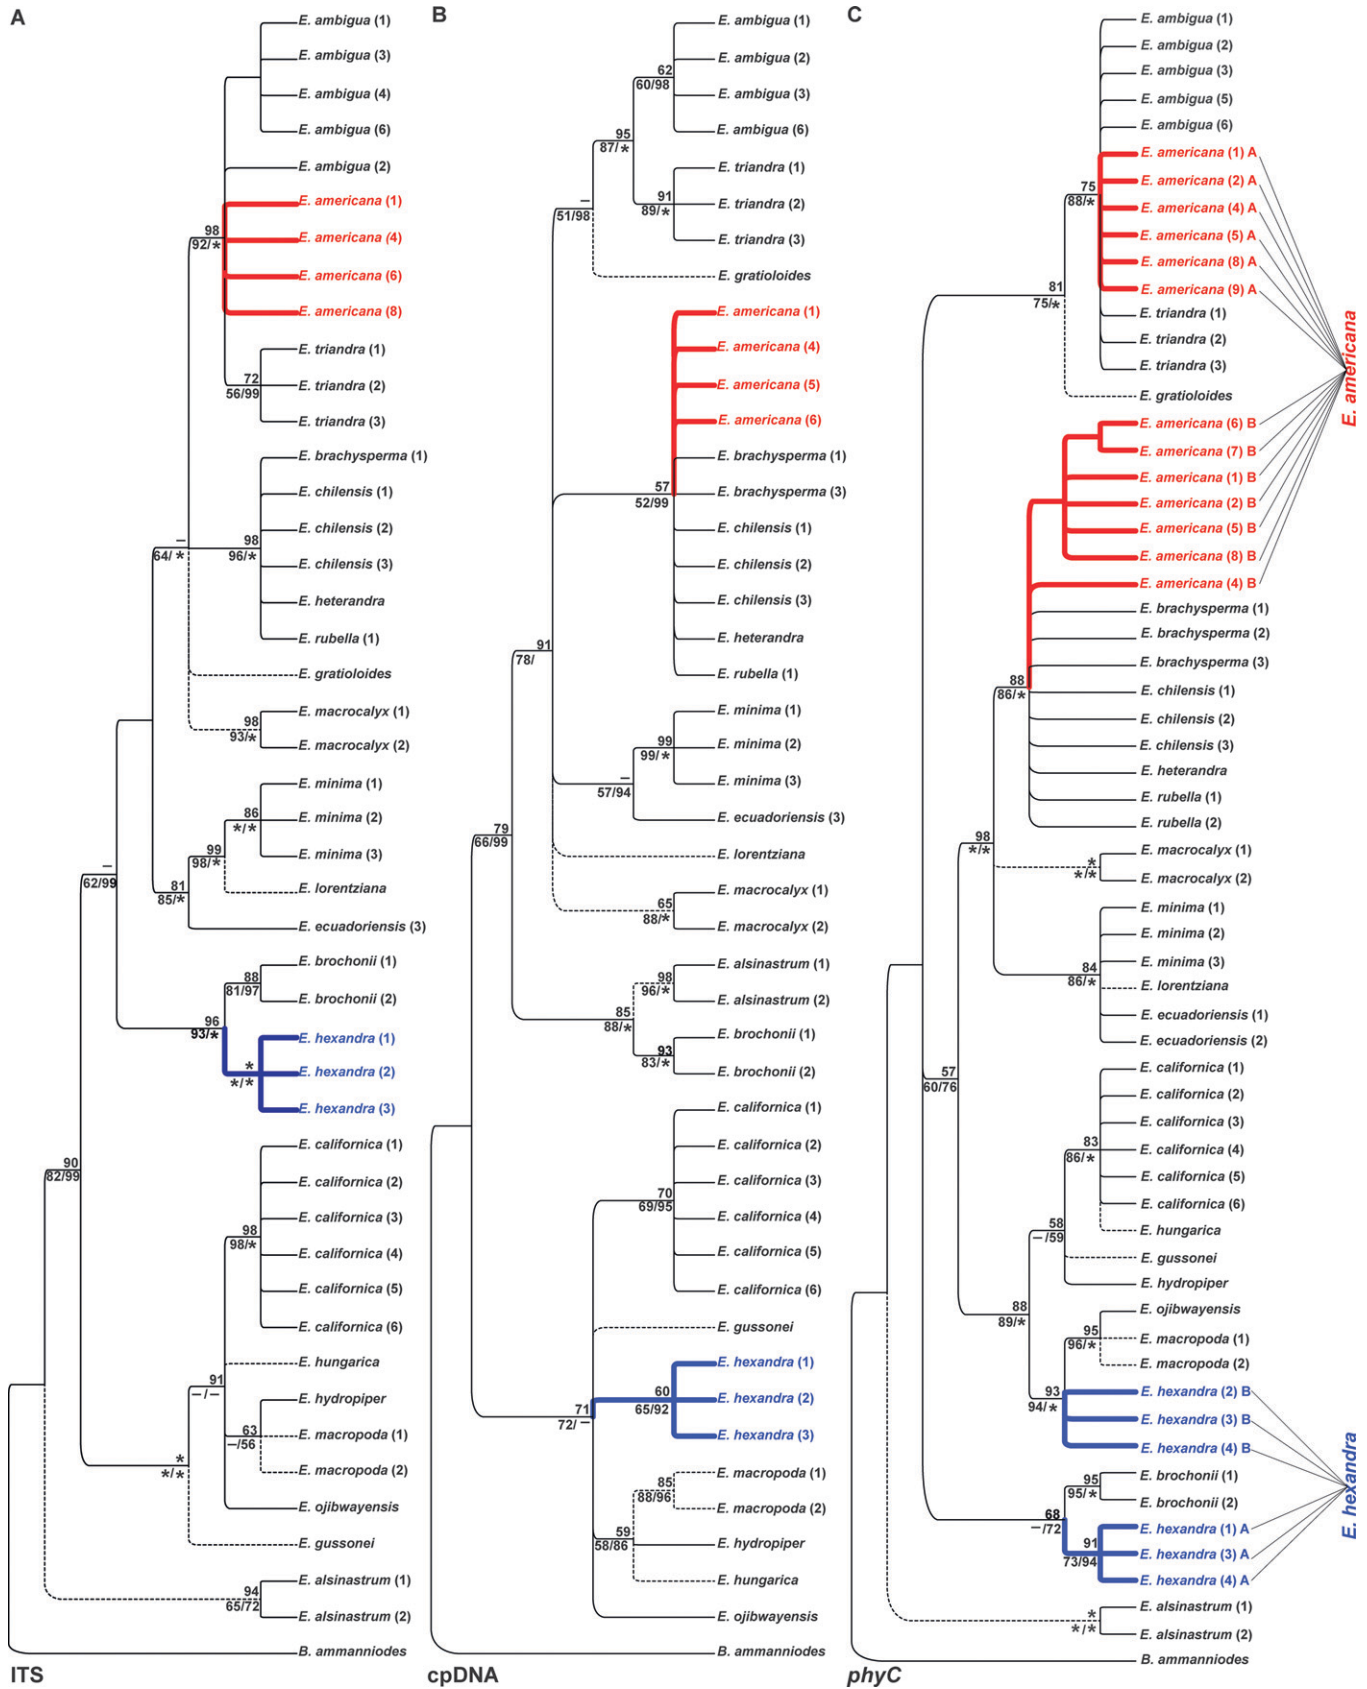 A
E. ambigua (1)
E. ambigua (3)
E. ambigua (4)
E. ambigua (6)
E. ambigua (2)
E. americana (1)
98
92/*
E. americana (4)
E. americana (6)
E. americana (8)
E. triandra (1)
72
56/99
E. triandra (2)
E. triandra (3)
E. brachysperma (1)
E. chilensis (1)
E. chilensis (2)
–
64/*
98
96/*
E. chilensis (3)
E. heterandra
E. rubella (1)
E. gratioloides
E. macrocalyx (1)
98
93/*
E. macrocalyx (2)
E. minima (1)
86
*/*
E. minima (2)
99
98/*
E. minima (3)
–
62/99
81
85/*
E. lorentziana
E. ecuadoriensis (3)
E. brochonii (1)
88
81/97
E. brochonii (2)
96
93/*
E. hexandra (1)
*
*/*
E. hexandra (2)
E. hexandra (3)
E. californica (1)
90
82/99
E. californica (2)
E. californica (3)
98
98/*
E. californica (4)
E. californica (5)
E. californica (6)
E. hungarica
91
–/–
E. hydropiper
63
–/56
E. macropoda (1)
*
*/*
E. macropoda (2)
E. ojibwayensis
E. gussonei
E. alsinastrum (1)
94
65/72
E. alsinastrum (2)
B. ammanniodes
ITS
B
E. ambigua (1)
62
60/98
E. ambigua (2)
E. ambigua (3)
95
87/*
E. ambigua (6)
E. triandra (1)
91
89/*
–
51/98
E. triandra (2)
E. triandra (3)
E. gratioloides
E. americana (1)
E. americana (4)
E. americana (5)
E. americana (6)
E. brachysperma (1)
57
52/99
E. brachysperma (3)
E. chilensis (1)
E. chilensis (2)
E. chilensis (3)
91
78/
E. heterandra
E. rubella (1)
E. minima (1)
99
99/*
E. minima (2)
–
57/94
E. minima (3)
79
66/99
E. ecuadoriensis (3)
E. lorentziana
E. macrocalyx (1)
65
88/*
E. macrocalyx (2)
E. alsinastrum (1)
98
96/*
E. alsinastrum (2)
85
88/*
E. brochonii (1)
93
83/*
E. brochonii (2)
E. californica (1)
E. californica (2)
E. californica (3)
70
69/95
E. californica (4)
E. californica (5)
E. californica (6)
E. gussonei
E. hexandra (1)
60
65/92
E. hexandra (2)
71
72/–
E. hexandra (3)
E. macropoda (1)
85
88/96
E. macropoda (2)
59
58/86
E. hydropiper
E. hungarica
E. ojibwayensis
B. ammanniodes
cpDNA
C
E. ambigua (1)
E. ambigua (2)
E. ambigua (3)
E. ambigua (5)
E. ambigua (6)
E. americana (1) A
E. americana (2) A
75
88/*
E. americana (4) A
E. americana (5) A
E. americana (8) A
81
75/*
E. americana (9) A
E. triandra (1)
E. triandra (2)
E. triandra (3)
E. gratioloides
E. americana
E. americana (6) B
E. americana (7) B
E. americana (1) B
E. americana (2) B
E. americana (5) B
E. americana (8) B
E. americana (4) B
E. brachysperma (1)
E. brachysperma (2)
E. brachysperma (3)
88
86/*
E. chilensis (1)
E. chilensis (2)
E. chilensis (3)
E. heterandra
E. rubella (1)
E. rubella (2)
98
*/*
E. macrocalyx (1)
*
*/*
E. macrocalyx (2)
E. minima (1)
E. minima (2)
E. minima (3)
84
86/*
E. lorentziana
E. ecuadoriensis (1)
E. ecuadoriensis (2)
57
60/76
E. californica (1)
E. californica (2)
E. californica (3)
83
86/*
E. californica (4)
E. californica (5)
E. californica (6)
58
–/59
E. hungarica
E. gussonei
E. hydropiper
88
89/*
E. ojibwayensis
95
96/*
E. macropoda (1)
E. macropoda (2)
93
94/*
E. hexandra (2) B
E. hexandra (3) B
E. hexandra (4) B
E. hexandra
E. brochonii (1)
95
95/*
E. brochonii (2)
68
–/72
E. hexandra (1) A
91
73/94
E. hexandra (3) A
E. hexandra (4) A
E. alsinastrum (1)
*
*/*
E. alsinastrum (2)
B. ammanniodes
phyC